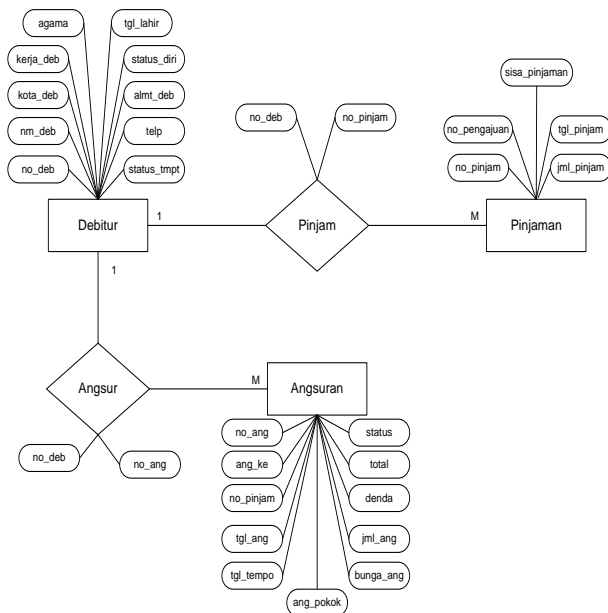 agama
tgl_lahir
kerja_deb
status_diri
kota_deb
almt_deb
nm_deb
telp
no_deb
status_tmpt
Debitur
1
1
no_deb
no_pinjam
Pinjam
M
sisa_pinjaman
no_pengajuan
tgl_pinjam
no_pinjam
jml_pinjam
Pinjaman
Angsur
M
no_deb
no_ang
Angsuran
no_ang
status
ang_ke
total
no_pinjam
denda
tgl_ang
jml_ang
tgl_tempo
bunga_ang
ang_pokok